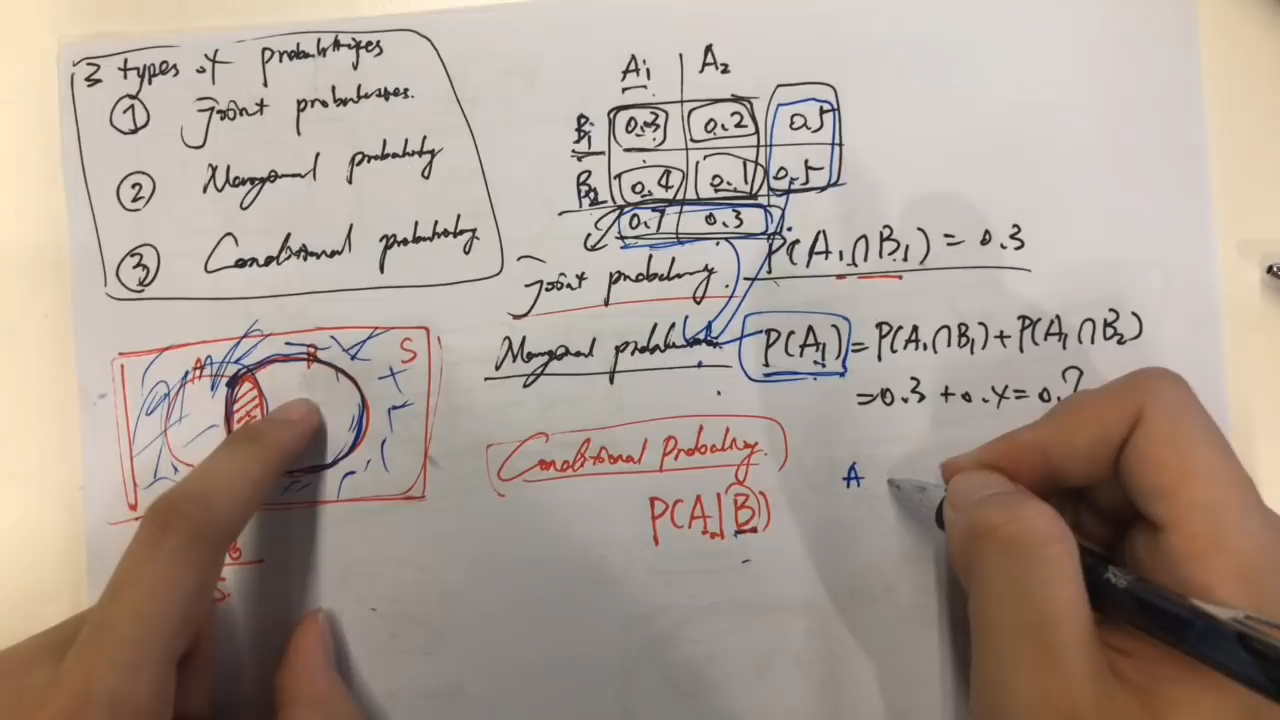 3 types of probabilities
① Joint probabilities.
② Marginal probability
③ Conditional probability
A1 A2
B1 0.3 0.2 0.5
B2 0.4 0.1 0.5
0.7 0.3
Joint probability. P(A1∩B1) = 0.3
Marginal probabilities P(A1) = P(A1∩B1) + P(A1∩B2)
=0.3 + 0.4 = 0.7
A B S
Conditional Probability.
P(A|B)
A
B
S